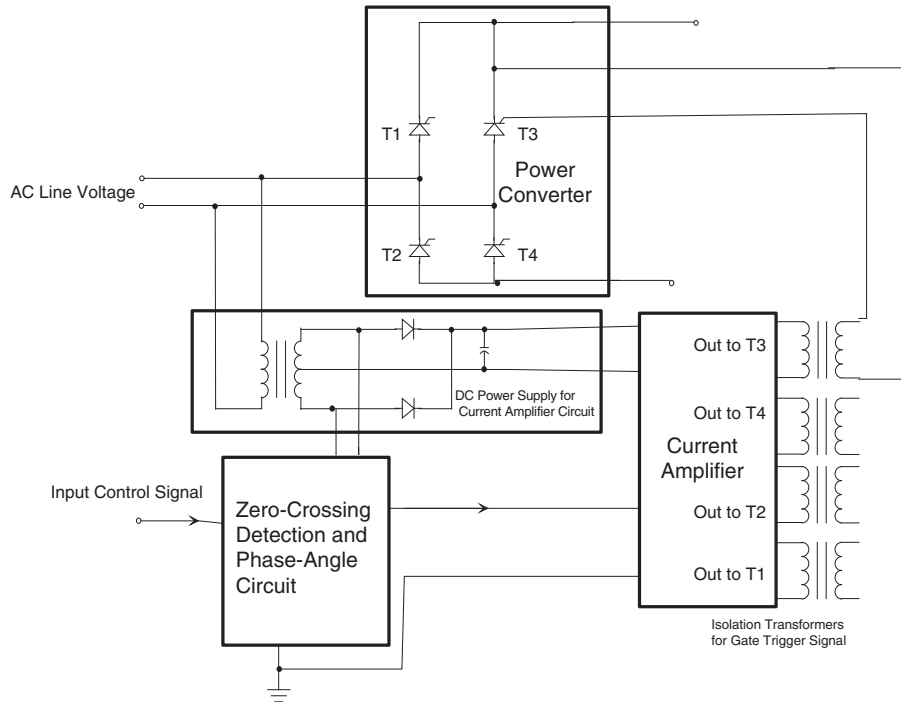 T1
T3
Power
Converter
AC Line Voltage
T2
T4
Out to T3
DC Power Supply for
Current Amplifier Circuit
Out to T4
Current
Amplifier
Input Control Signal
Zero-Crossing
Detection and
Phase-Angle
Circuit
Out to T2
Out to T1
Isolation Transformers
for Gate Trigger Signal